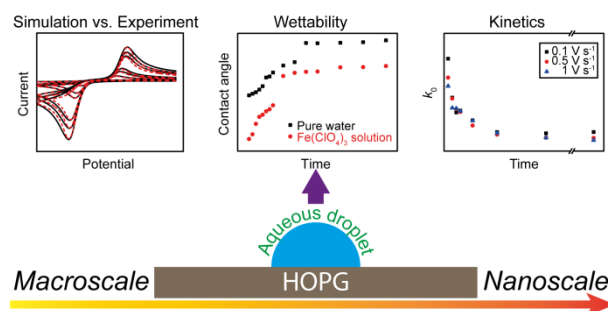 Simulation vs. Experiment
Current
Potential
Wettability
Contact angle
Pure water
Fe(ClO₄)₃ solution
Time
Kinetics
k₀
0.1 V s⁻¹
0.5 V s⁻¹
1 V s⁻¹
Time
Aqueous droplet
HOPG
Macroscale
Nanoscale